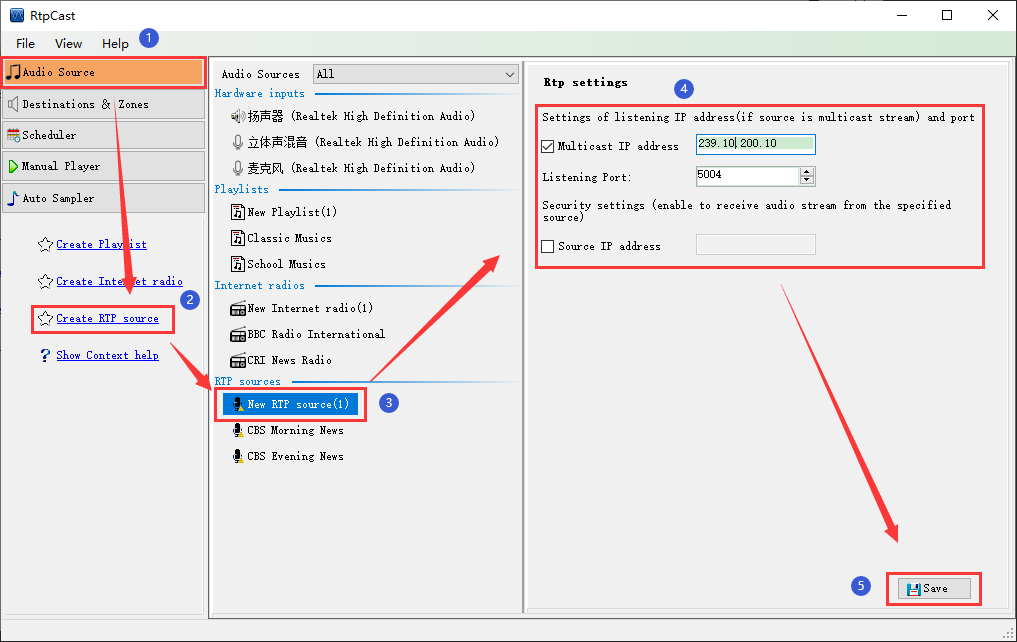 RtpCast
File View Help
1
Audio Source
Destinations & Zones
Scheduler
Manual Player
Auto Sampler
Create Playlist
Create Internet radio
2
Create RTP source
Show Context help
Audio Sources All
Hardware inputs
扬声器 (Realtek High Definition Audio)
立体声混音 (Realtek High Definition Audio)
麦克风 (Realtek High Definition Audio)
Playlists
New Playlist(1)
Classic Musics
School Musics
Internet radios
New Internet radio(1)
BBC Radio International
CRI News Radio
RTP sources
New RTP source(1)
3
CBS Morning News
CBS Evening News
Rtp settings
4
Settings of listening IP address(if source is multicast stream) and port
Multicast IP address 239.10.200.10
Listening Port: 5004
Security settings (enable to receive audio stream from the specified
source)
Source IP address
5
Save